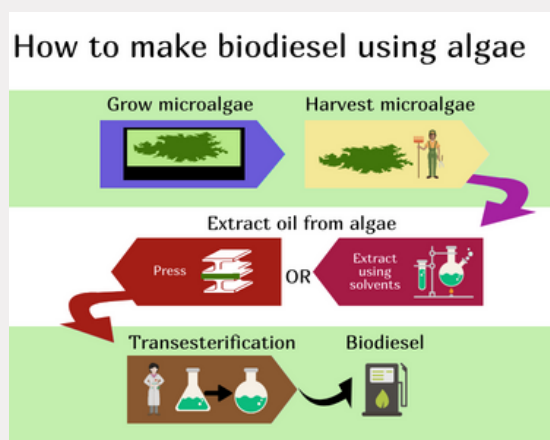 How to make biodiesel using algae
Grow microalgae
Harvest microalgae
Extract oil from algae
Press
OR
Extract
using
solvents
Transesterification
Biodiesel